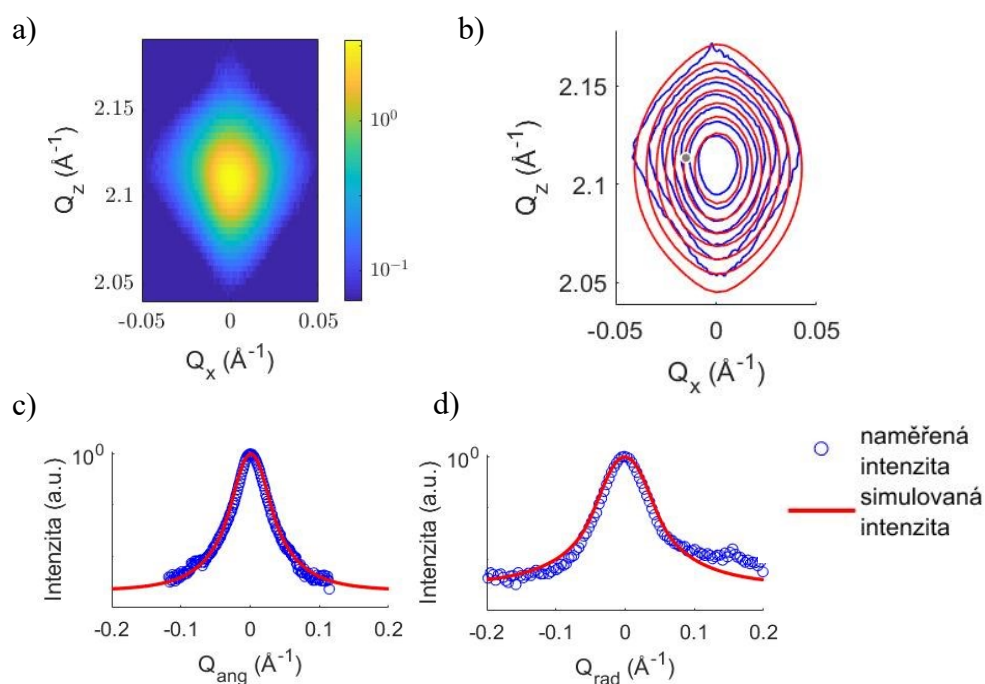 a)
2.15
2.1
2.05
Q_z (Å^-1)
-0.05
0
0.05
Q_x (Å^-1)
10^0
10^-1
b)
2.15
2.1
2.05
Q_z (Å^-1)
-0.05
0
0.05
Q_x (Å^-1)
c)
10^0
Intenzita (a.u.)
-0.2
-0.1
0
0.1
0.2
Q_ang (Å^-1)
d)
10^0
Intenzita (a.u.)
-0.2
-0.1
0
0.1
0.2
Q_rad (Å^-1)
naměřená
intenzita
simulovaná
intenzita